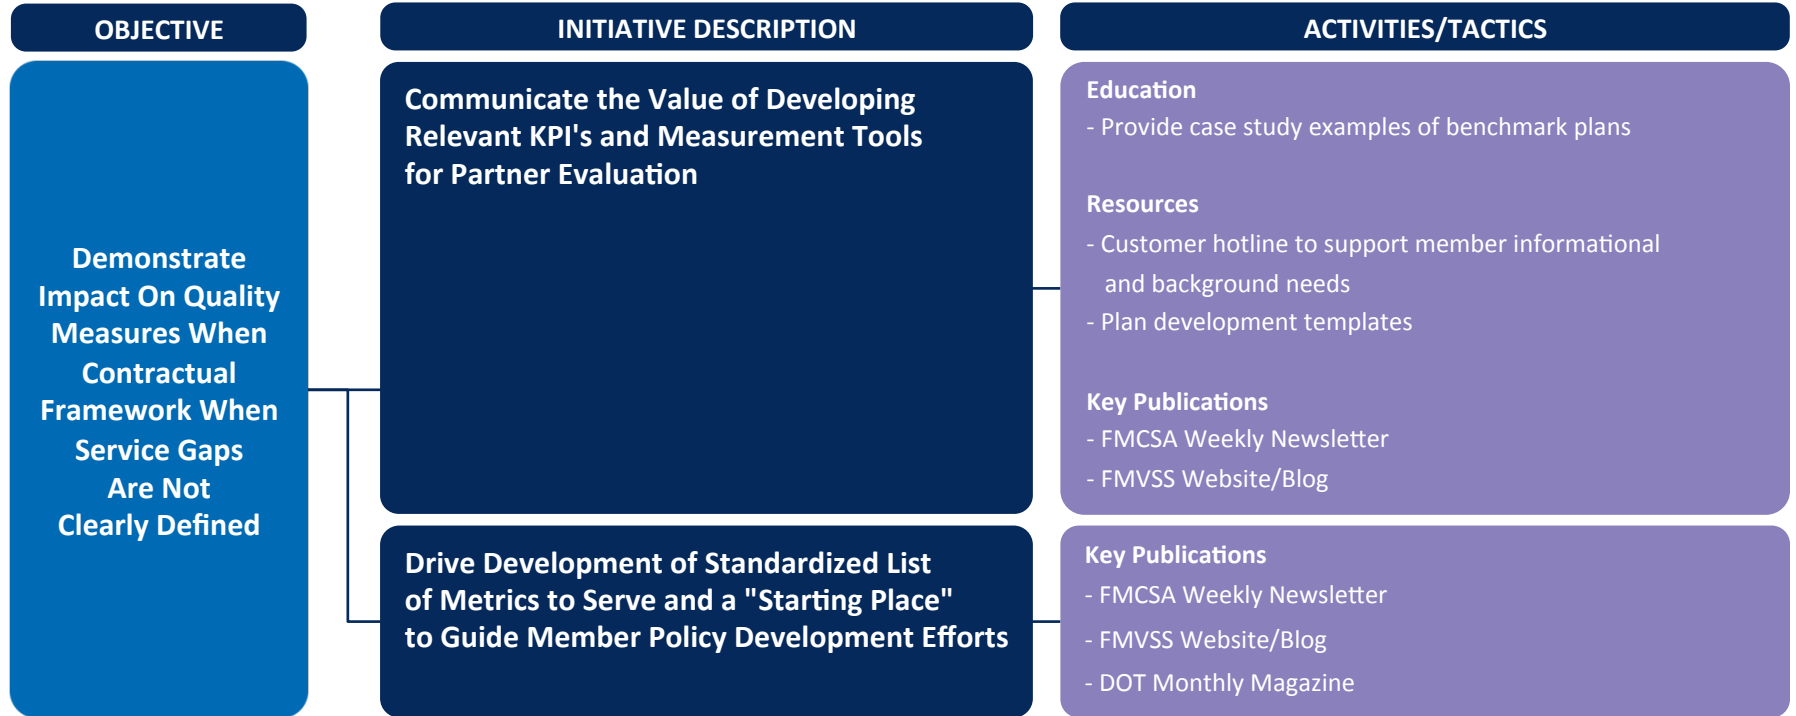 OBJECTIVE
INITIATIVE DESCRIPTION
ACTIVITIES/TACTICS
Demonstrate
Impact On Quality
Measures When
Contractual
Framework When
Service Gaps
Are Not
Clearly Defined
Communicate the Value of Developing
Relevant KPI's and Measurement Tools
for Partner Evaluation
Education
- Provide case study examples of benchmark plans
Resources
- Customer hotline to support member informational
and background needs
- Plan development templates
Key Publications
- FMCSA Weekly Newsletter
- FMVSS Website/Blog
Drive Development of Standardized List
of Metrics to Serve and a "Starting Place"
to Guide Member Policy Development Efforts
Key Publications
- FMCSA Weekly Newsletter
- FMVSS Website/Blog
- DOT Monthly Magazine